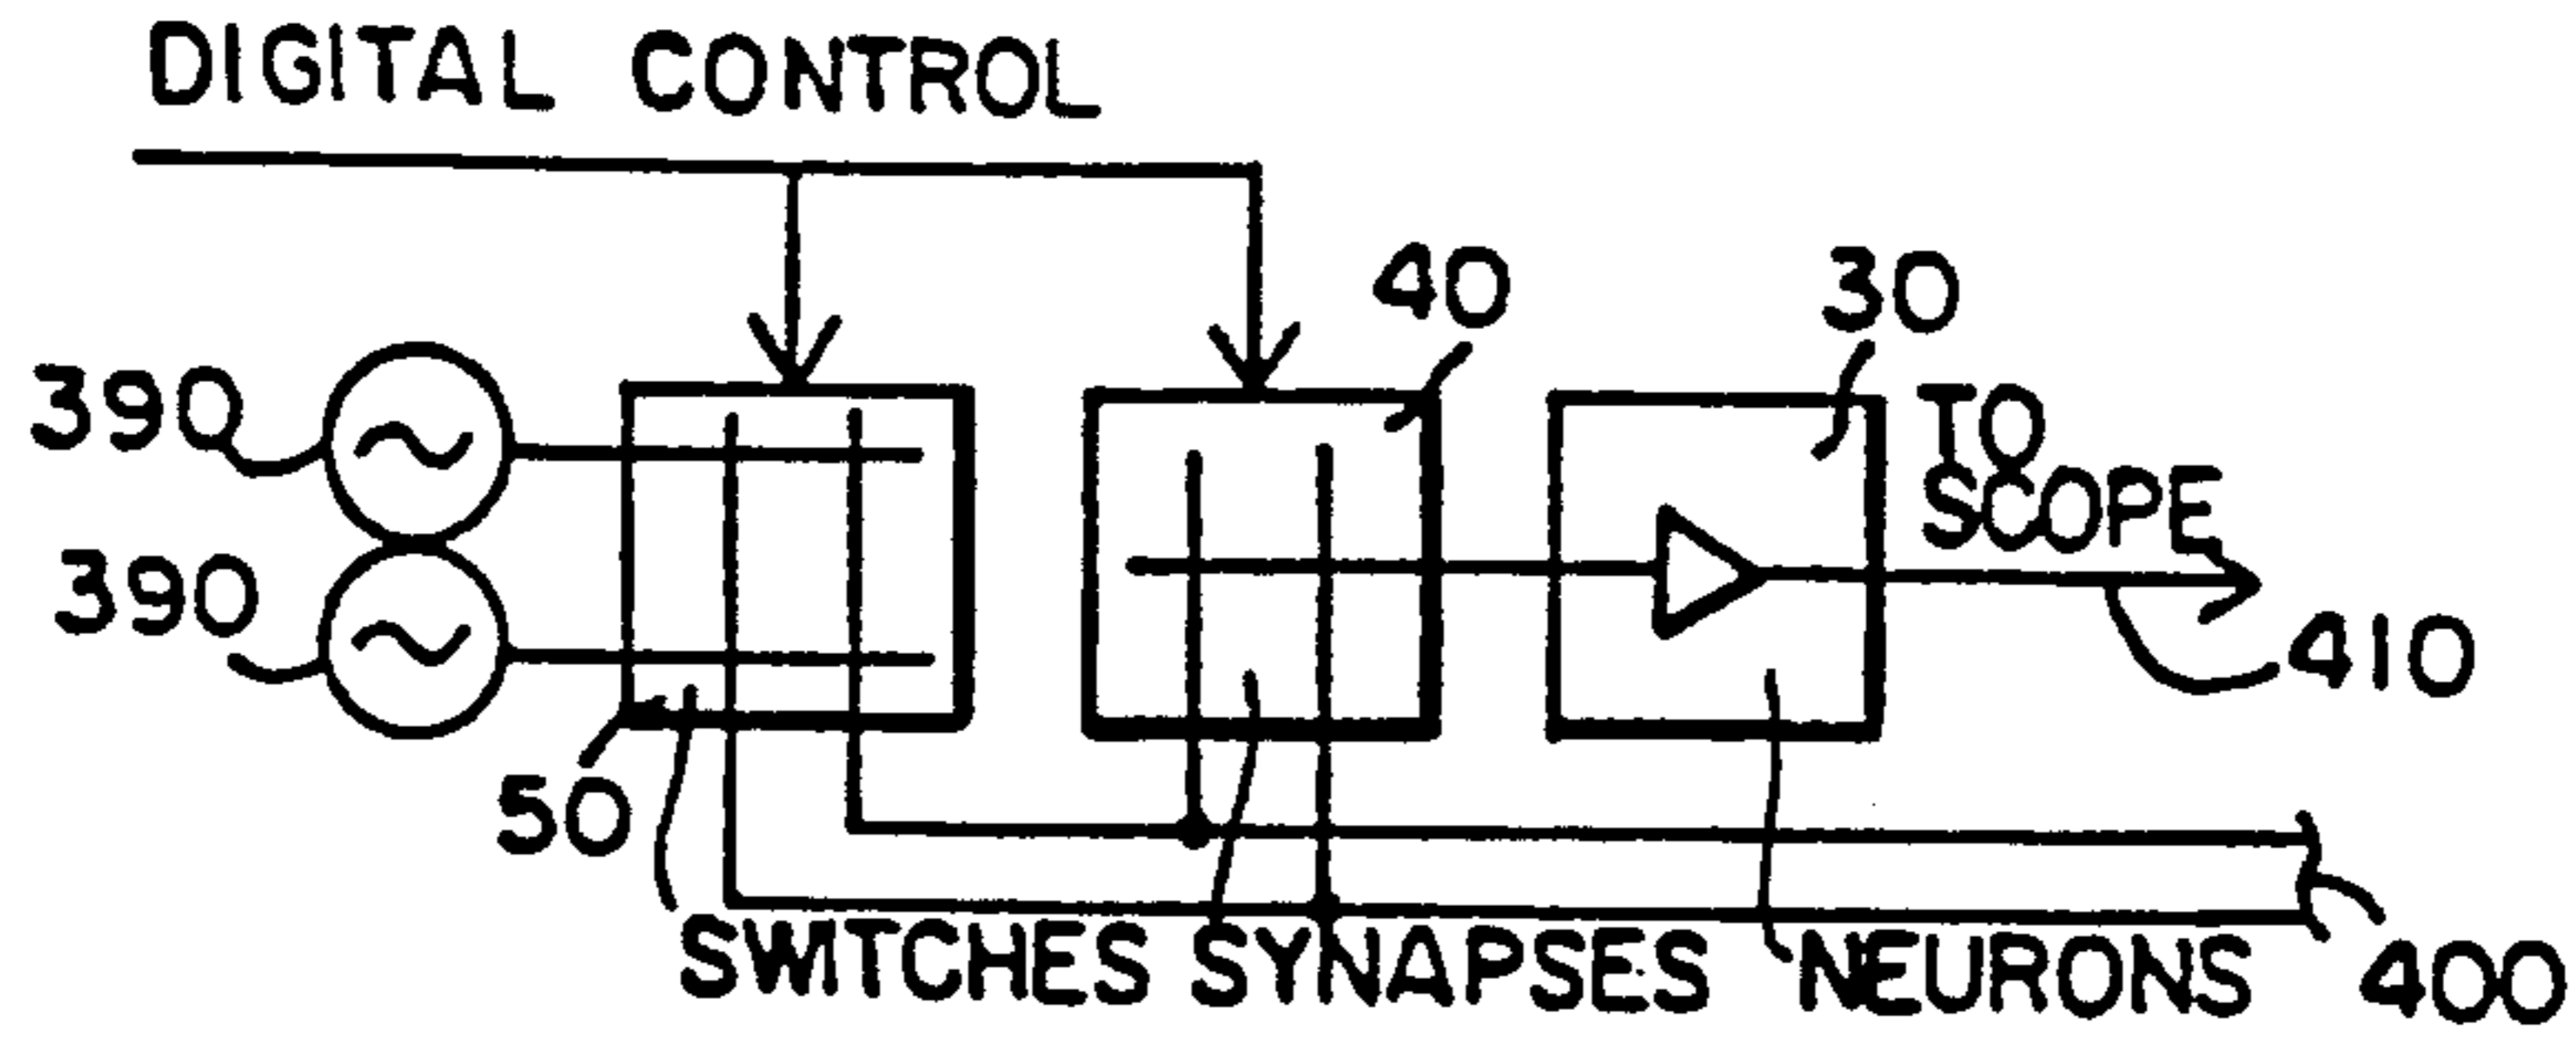 DIGITAL CONTROL
40
30
390
TO
SCOPE
390
410
50
SWITCHES SYNAPSES NEURONS
400